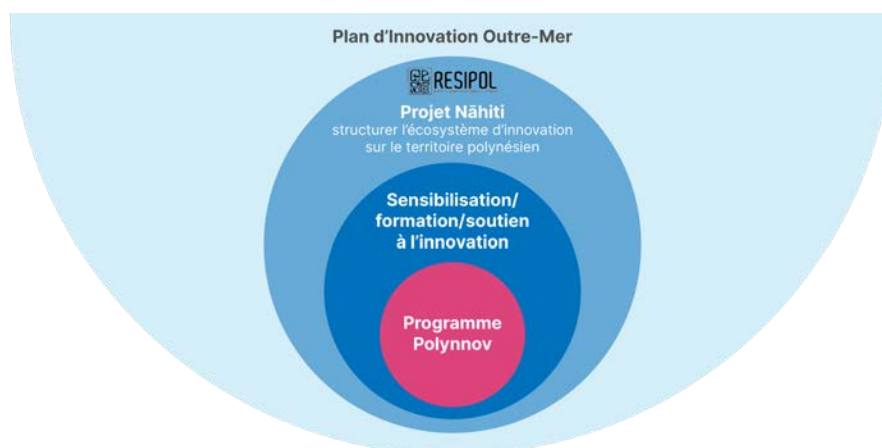 Plan d'Innovation Outre-Mer
RESIPOL
Projet Nāhiti
structurer l'écosystème d'innovation
sur le territoire polynésien
Sensibilisation/
formation/soutien
à l'innovation
Programme
Polynnov